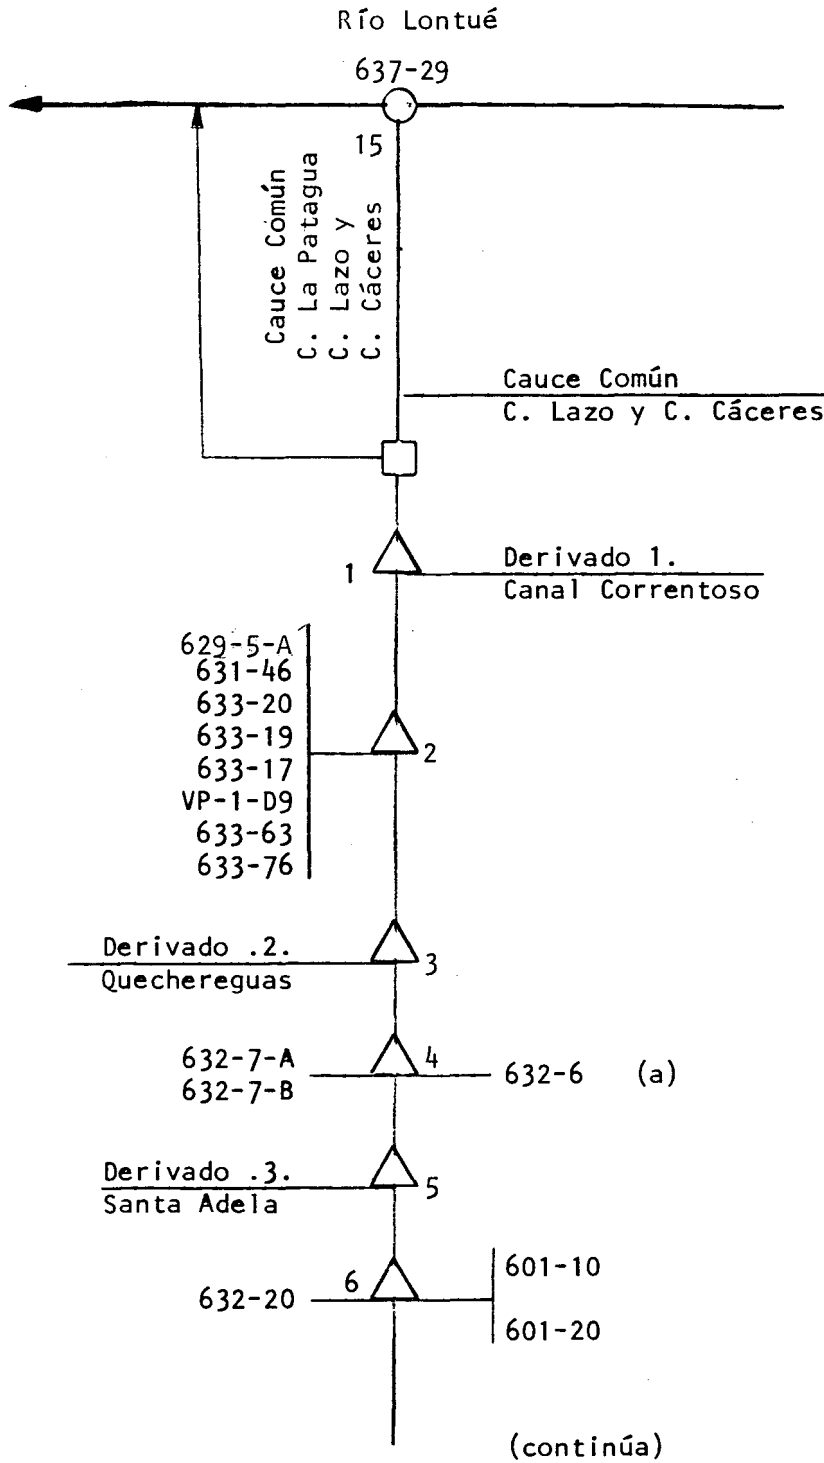 Río Lontué
637-29
15
Cauce Común
C. La Patagua
C. Lazo y
C. Cáceres
Cauce Común
C. Lazo y C. Cáceres
1
Derivado 1.
Canal Correntoso
629-5-A
631-46
633-20
633-19
633-17
VP-1-D9
633-63
633-76
2
Derivado .2.
Quechereguas
3
632-7-A
632-7-B
4
632-6 (a)
Derivado .3.
Santa Adela
5
632-20
6
601-10
601-20
(continúa)